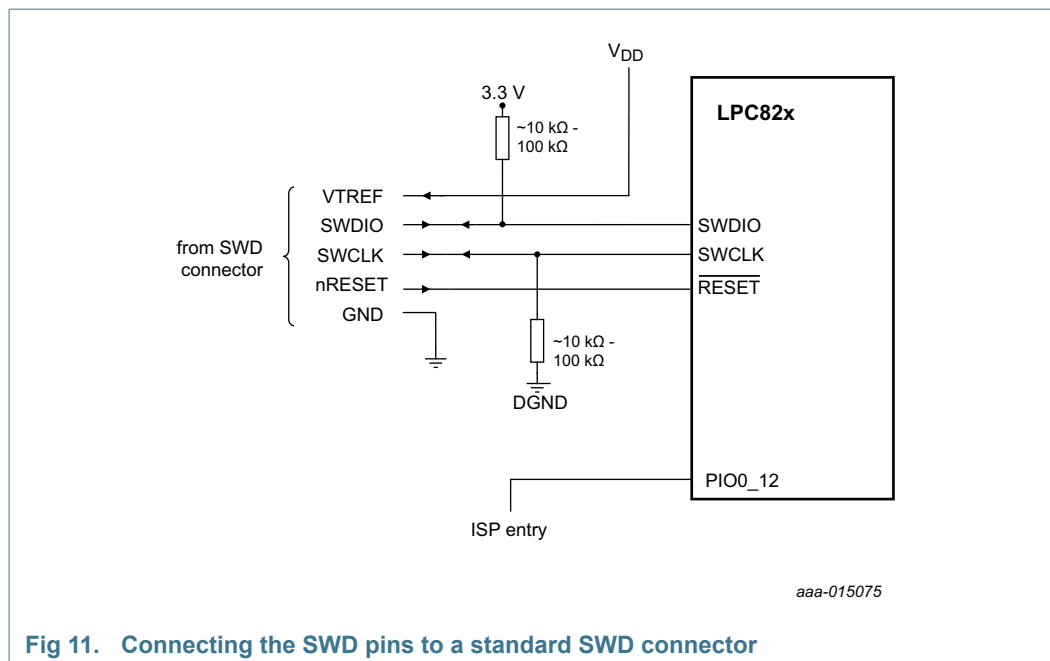 VDD
3.3 V
~10 kΩ -
100 kΩ
LPC82x
VTREF
SWDIO
SWCLK
nRESET
GND
from SWD
connector
SWDIO
SWCLK
RESET
~10 kΩ -
100 kΩ
DGND
PIO0_12
ISP entry
aaa-015075
Fig 11. Connecting the SWD pins to a standard SWD connector